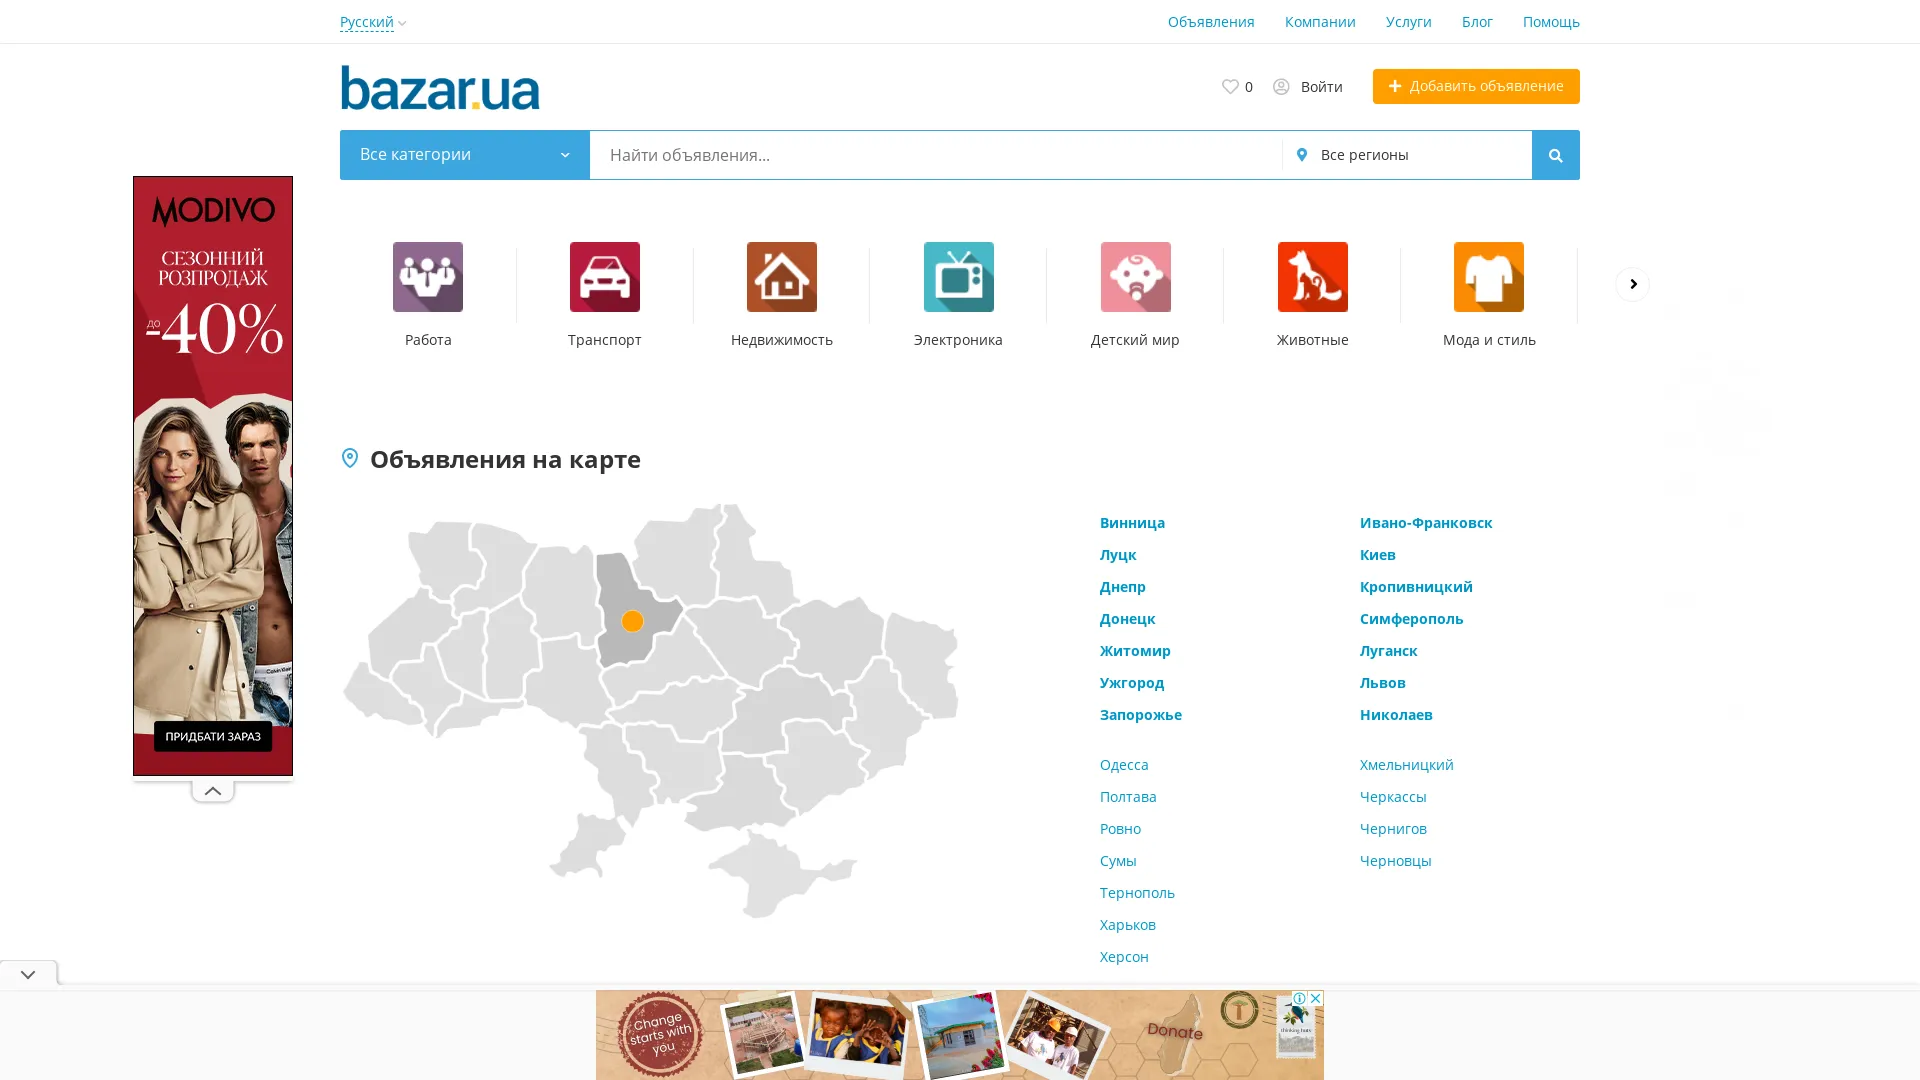 Русский
Объявления
Компании
Услуги
Блог
Помощь
bazar.ua
0
Войти
Добавить объявление
Все категории
Найти объявления...
Все регионы
MODIVO
СЕЗОННИЙ
РОЗПРОДАЖ
до
-40%
ПРИДБАТИ ЗАРАЗ
Работа
Транспорт
Недвижимость
Электроника
Детский мир
Животные
Мода и стиль
Объявления на карте
Винница
Луцк
Днепр
Донецк
Житомир
Ужгород
Запорожье
Ивано-Франковск
Киев
Кропивницкий
Симферополь
Луганск
Львов
Николаев
Одесса
Полтава
Ровно
Сумы
Тернополь
Харьков
Херсон
Хмельницкий
Черкассы
Чернигов
Черновцы
Change
starts with
you
Donate